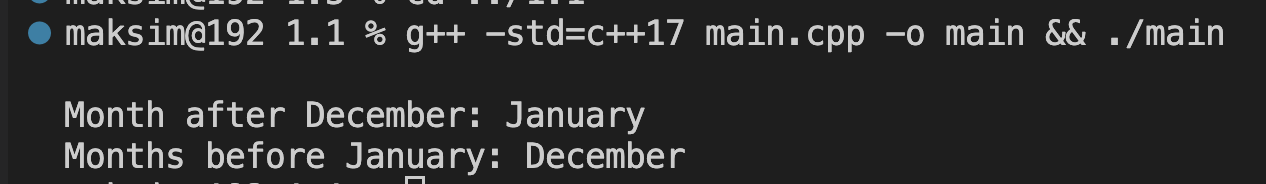 maksim@192 1.1 % g++ -std=c++17 main.cpp -o main && ./main
Month after December: January
Months before January: December